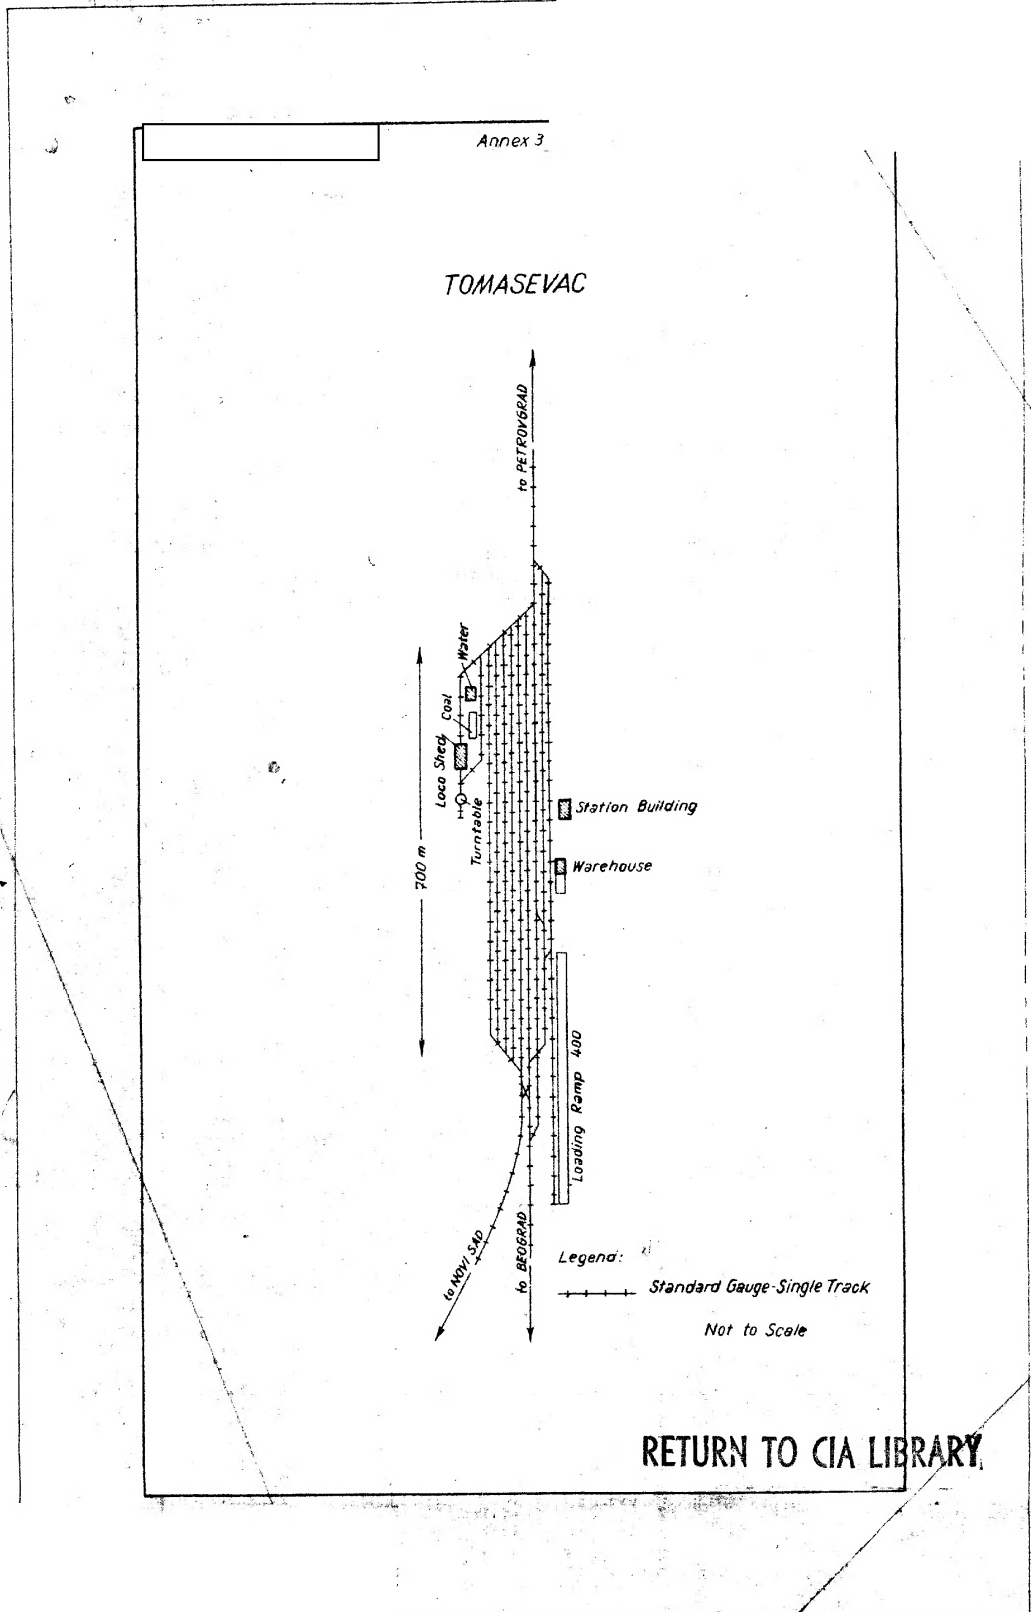 Annex 3
TOMASEVAC
to PETROVGRAD
Water
Coal
Loco Shed
Turntable
700 m
Station Building
Warehouse
Loading Ramp 400
to NOVI SAD
to BEOGRAD
Legend:
Standard Gauge-Single Track
Not to Scale
RETURN TO CIA LIBRARY